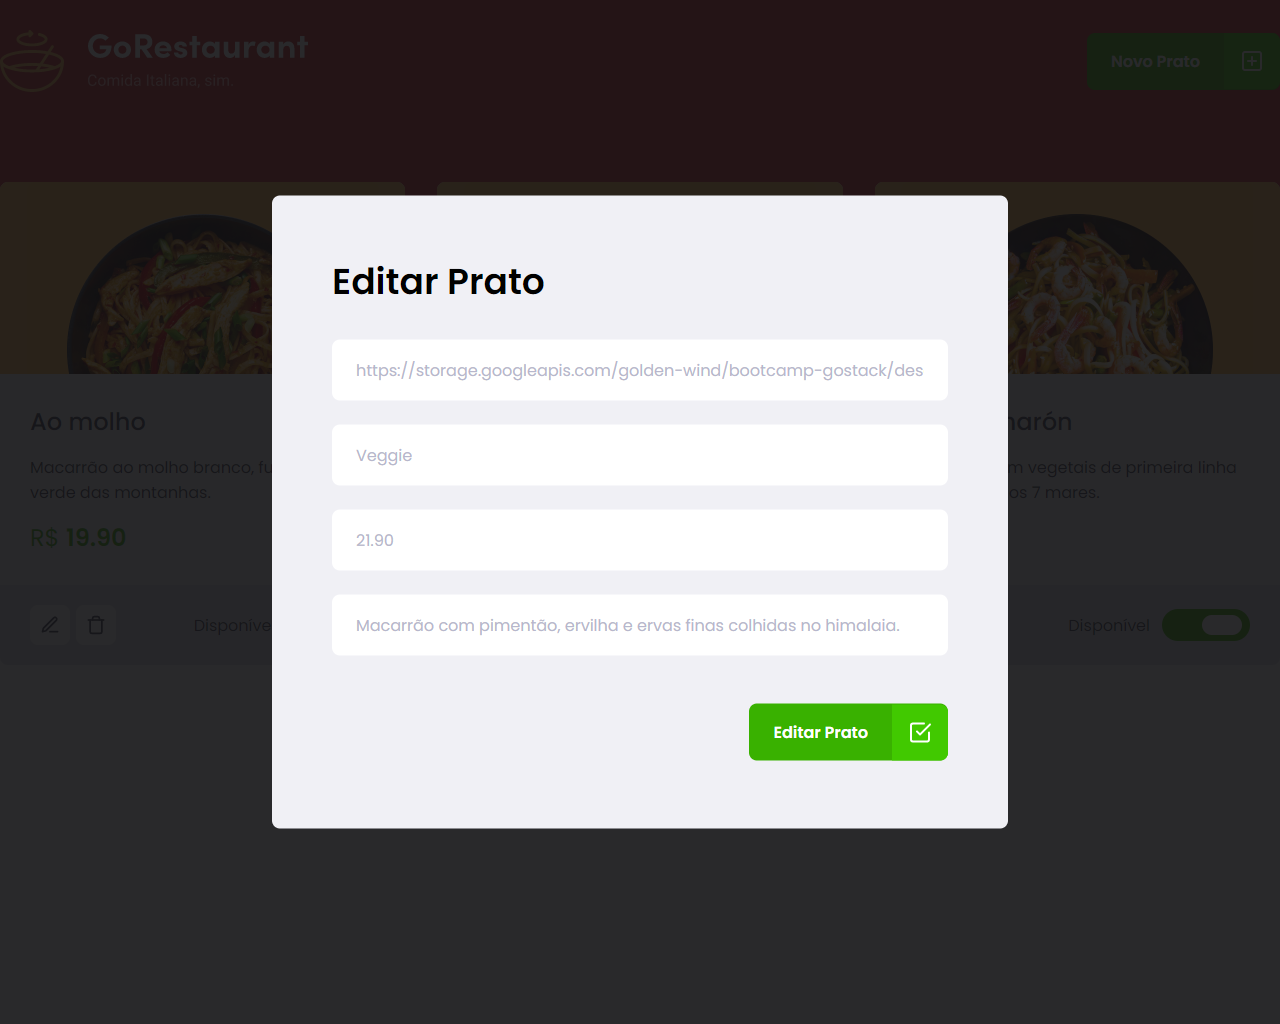 GoRestaurant
Comida Italiana, sim.
Novo Prato
Editar Prato
https://storage.googleapis.com/golden-wind/bootcamp-gostack/des
Veggie
21.90
Macarrão com pimentão, ervilha e ervas finas colhidas no himalaia.
Editar Prato
Ao molho
Macarrão ao molho branco, fu
verde das montanhas.
R$ 19.90
Disponíve
narón
m vegetais de primeira linha
os 7 mares.
Disponível